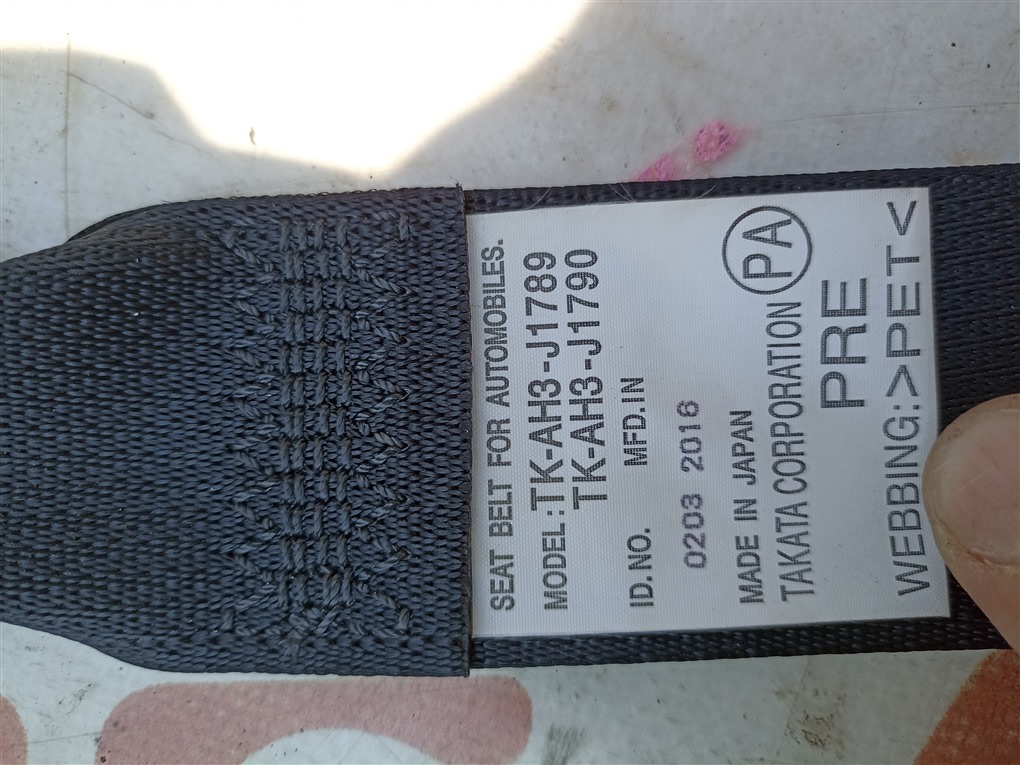 SEAT BELT FOR AUTOMOBILES.
MODEL:TK-AH3-J1789
TK-AH3-J1790
ID.NO. MFD.IN
0203 2016
MADE IN JAPAN
TAKATA CORPORATION PA
PRE
WEBBING:>PET<